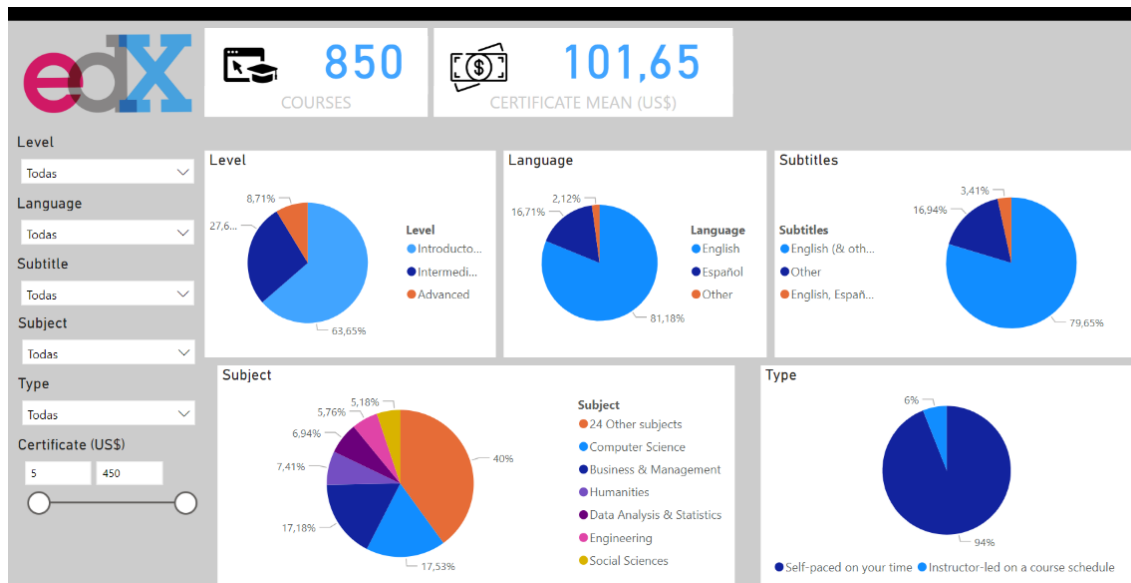 edX
850
COURSES
101,65
CERTIFICATE MEAN (US$)
Level
Todas
Language
Todas
Subtitle
Todas
Subject
Todas
Type
Todas
Certificate (US$)
5
450
Level
8,71%
27,6...
63,65%
Level
Introducto...
Intermedi...
Advanced
Language
2,12%
16,71%
81,18%
Language
English
Español
Other
Subtitles
Subtitles
English (& oth...
Other
English, Españ...
3,41%
16,94%
79,65%
Subject
5,18%
5,76%
6,94%
7,41%
17,18%
17,53%
40%
Subject
24 Other subjects
Computer Science
Business & Management
Humanities
Data Analysis & Statistics
Engineering
Social Sciences
Type
6%
94%
Self-paced on your time Instructor-led on a course schedule